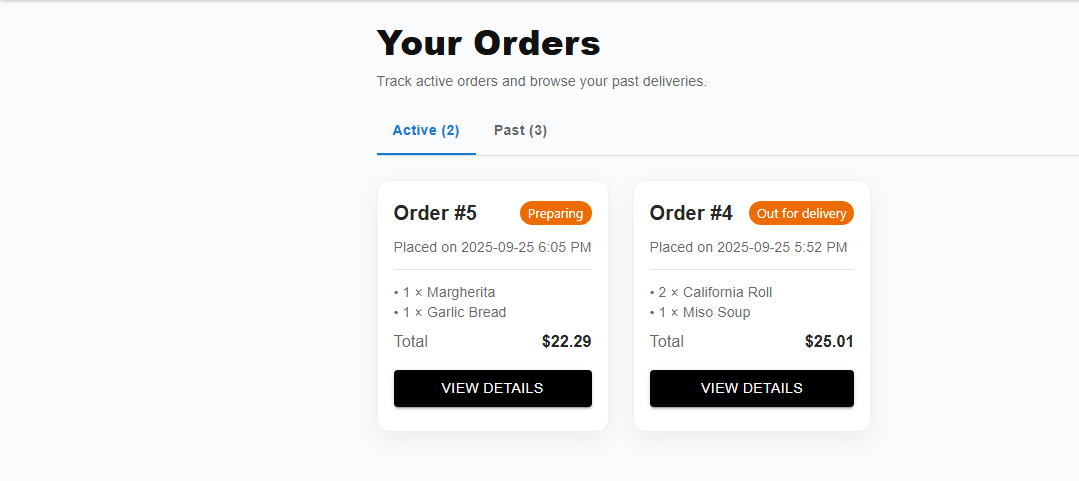 Your Orders
Track active orders and browse your past deliveries.
Active (2) Past (3)
Order #5 Preparing
Placed on 2025-09-25 6:05 PM
• 1 × Margherita
• 1 × Garlic Bread
Total $22.29
VIEW DETAILS
Order #4 Out for delivery
Placed on 2025-09-25 5:52 PM
• 2 × California Roll
• 1 × Miso Soup
Total $25.01
VIEW DETAILS